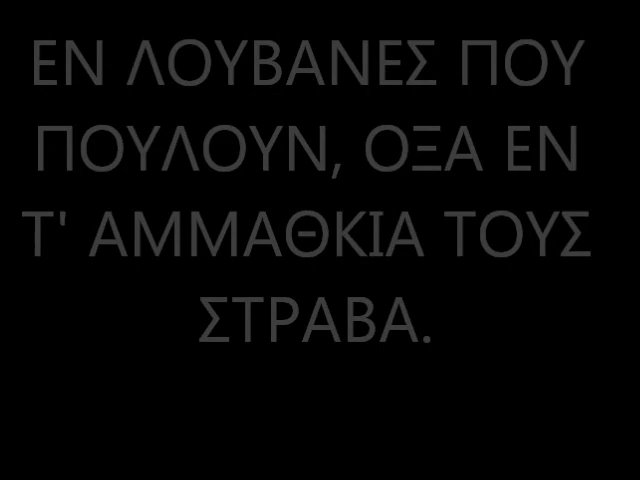 ΕΝ ΛΟΥΒΑΝΕΣ ΠΟΥ
ΠΟΥΛΟΥΝ, ΟΞΑ ΕΝ
Τ' ΑΜΜΑΘΚΙΑ ΤΟΥΣ
ΣΤΡΑΒΑ.